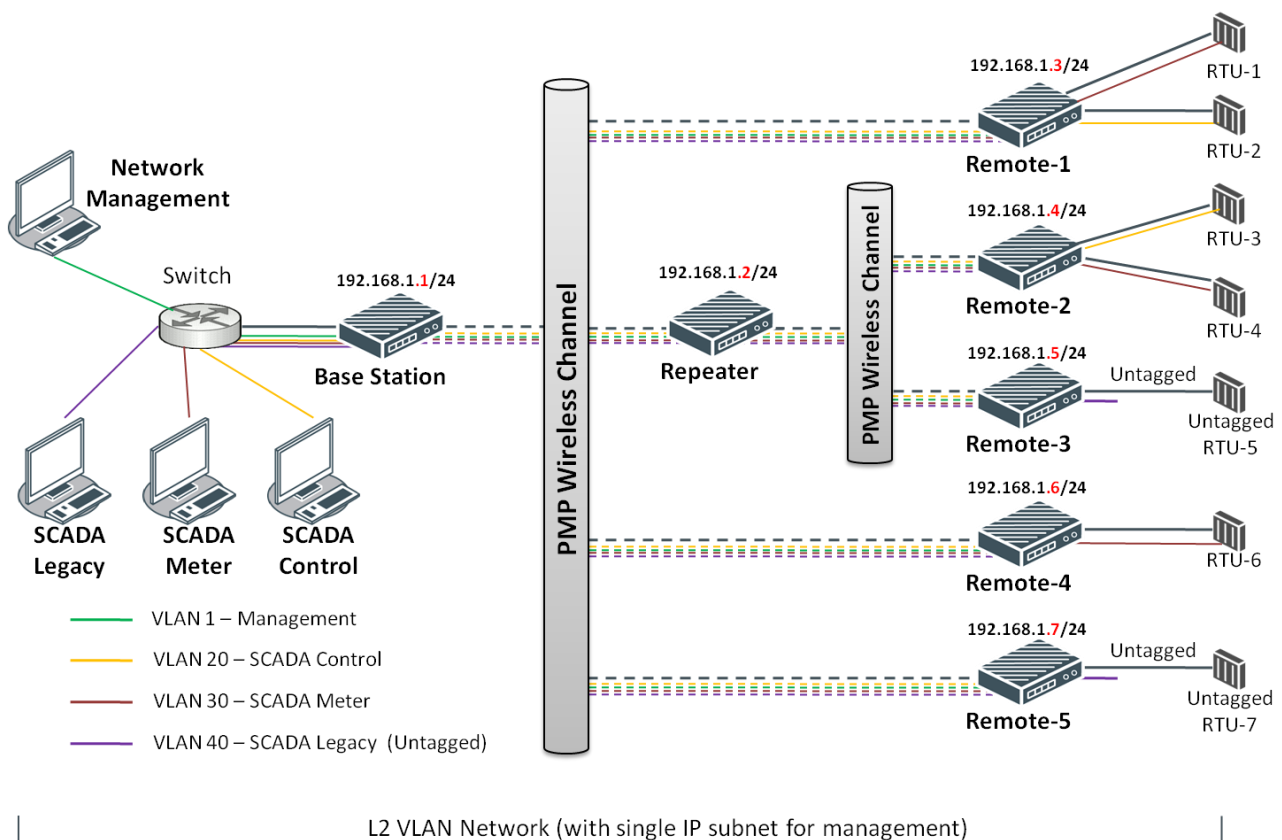 Network
Management
Switch
192.168.1.1/24
Base Station
SCADA
Legacy
SCADA
Meter
SCADA
Control
VLAN 1 – Management
VLAN 20 – SCADA Control
VLAN 30 – SCADA Meter
VLAN 40 – SCADA Legacy (Untagged)
PMP Wireless Channel
192.168.1.2/24
Repeater
PMP Wireless Channel
192.168.1.3/24
Remote-1
RTU-1
RTU-2
192.168.1.4/24
Remote-2
RTU-3
RTU-4
192.168.1.5/24
Remote-3
Untagged
Untagged
RTU-5
192.168.1.6/24
Remote-4
RTU-6
192.168.1.7/24
Remote-5
Untagged
Untagged
RTU-7
L2 VLAN Network (with single IP subnet for management)